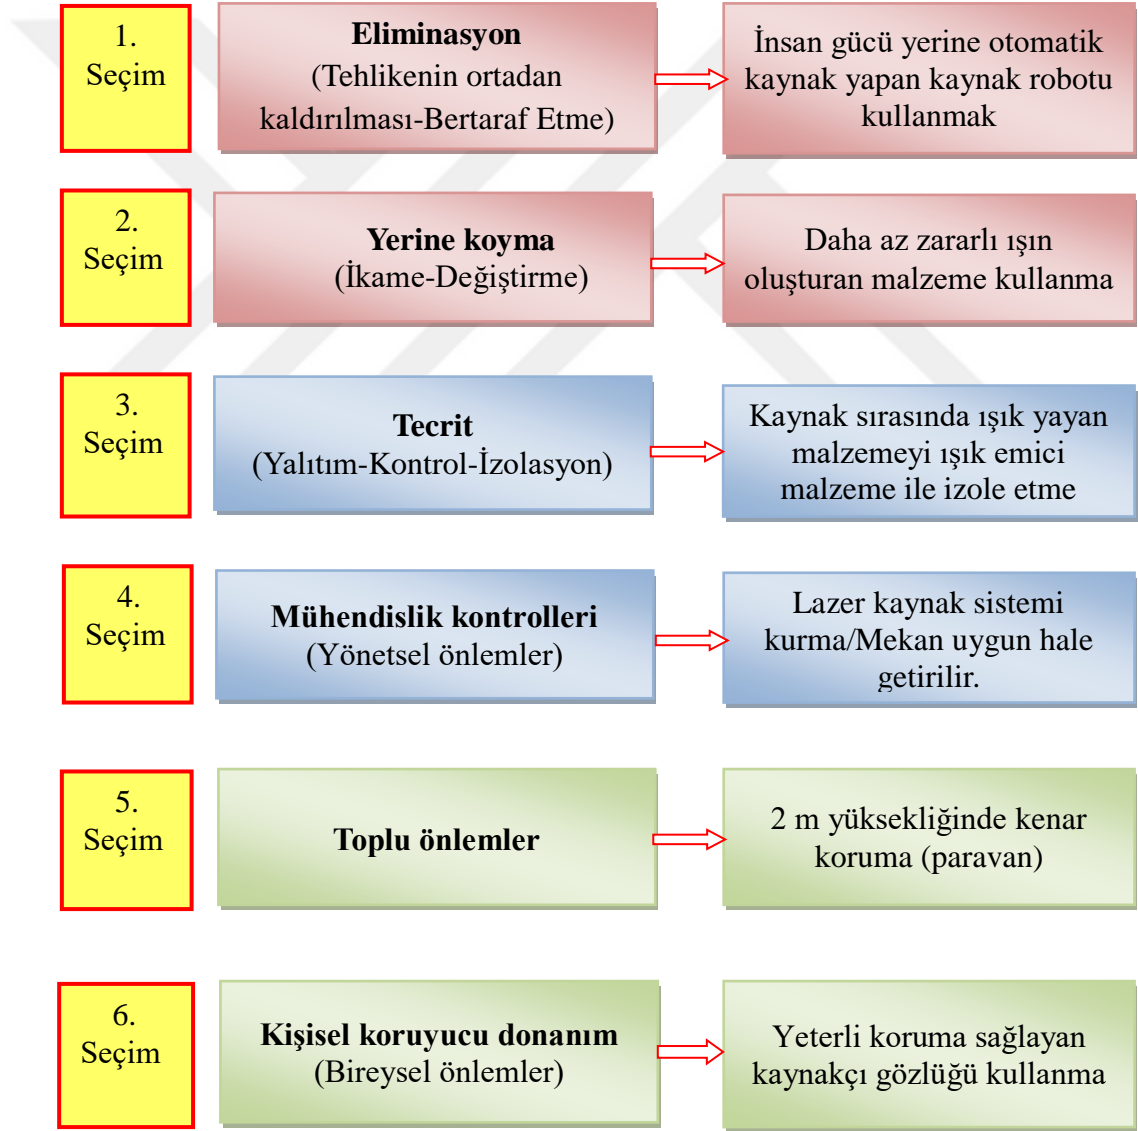 1.
Seçim
Eliminasyon
(Tehlikenin ortadan
kaldırılması-Bertaraf Etme)
İnsan gücü yerine otomatik
kaynak yapan kaynak robotu
kullanmak
2.
Seçim
Yerine koyma
(İkame-Değiştirme)
Daha az zararlı ışın
oluşturan malzeme kullanma
3.
Seçim
Tecrit
(Yalıtım-Kontrol-İzolasyon)
Kaynak sırasında ışık yayan
malzemeyi ışık emici
malzeme ile izole etme
4.
Seçim
Mühendislik kontrolleri
(Yönetsel önlemler)
Lazer kaynak sistemi
kurma/Mekan uygun hale
getirilir.
5.
Seçim
Toplu önlemler
2 m yüksekliğinde kenar
koruma (paravan)
6.
Seçim
Kişisel koruyucu donanım
(Bireysel önlemler)
Yeterli koruma sağlayan
kaynakçı gözlüğü kullanma